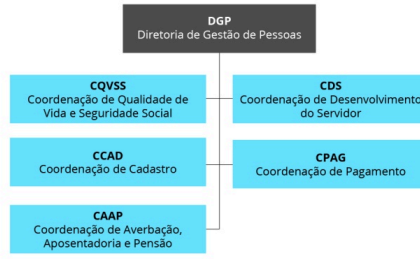 DGP
Diretoria de Gestão de Pessoas
CQVSS
Coordenação de Qualidade de
Vida e Seguridade Social
CDS
Coordenação de Desenvolvimento
do Servidor
CCAD
Coordenação de Cadastro
CPAG
Coordenação de Pagamento
CAAP
Coordenação de Averbação,
Aposentadoria e Pensão